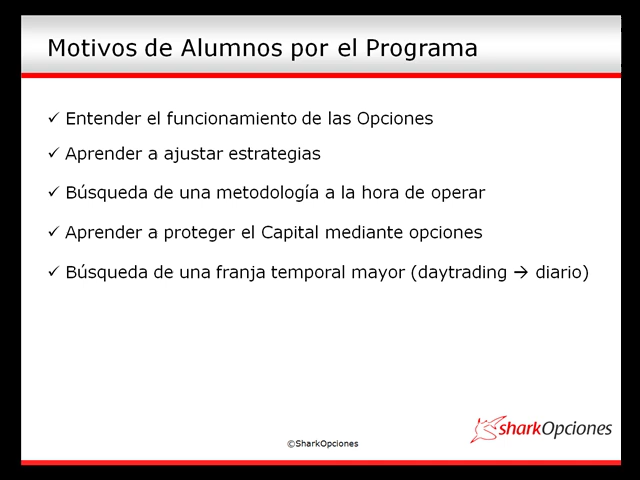 Motivos de Alumnos por el Programa
✓ Entender el funcionamiento de las Opciones
✓ Aprender a ajustar estrategias
✓ Búsqueda de una metodología a la hora de operar
✓ Aprender a proteger el Capital mediante opciones
✓ Búsqueda de una franja temporal mayor (daytrading → diario)
sharkOpciones
©SharkOpciones